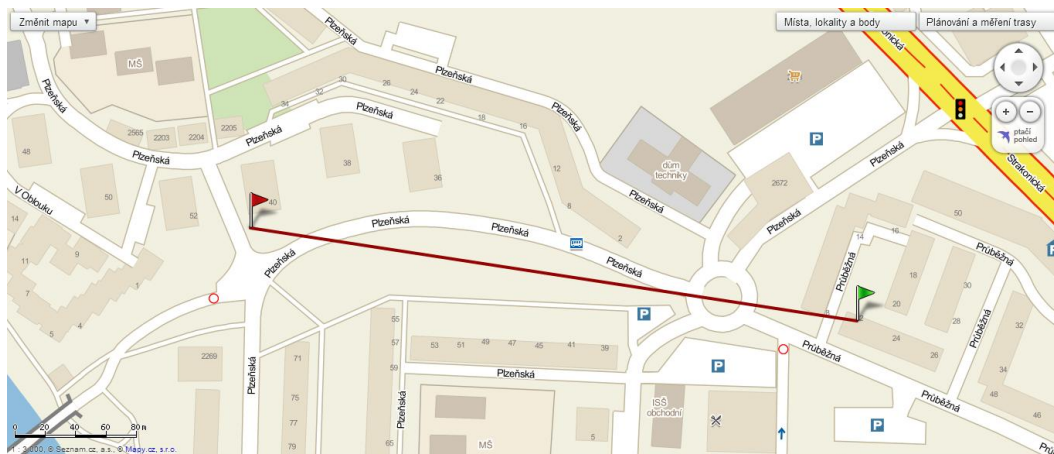 Změnit mapu ▼
Místa, lokality a body
Plánování a měření trasy
Strakonická
Plzeňská
MŠ
Plzeňská
30
26
24
22
18
16
34
32
2565
2203
2204
2205
Plzeňská
Plzeňská
Plzeňská
Plzeňská
48
50
52
38
36
40
12
8
2
dům
techniky
P
2672
Plzeňská
ptačí
pohled
Strakonická
V Oblouku
14
11
9
7
1
5
4
Plzeňská
Plzeňská
Plzeňská
Plzeňská
Plzeňská
Plzeňská
50
14
16
18
20
30
28
Průběžná
Průběžná
Průběžná
P
32
34
48
46
24
26
P
55
57
59
65
53
51
49
47
45
41
39
Plzeňská
Plzeňská
Plzeňská
2269
71
75
77
79
MŠ
5
ISŠ
obchodní
P
Průběžná
Průběžná
Průběžná
P
0 20 40 60 80m
1 : 2 000, © Seznam.cz, a.s., © Mapy.cz, s.r.o.